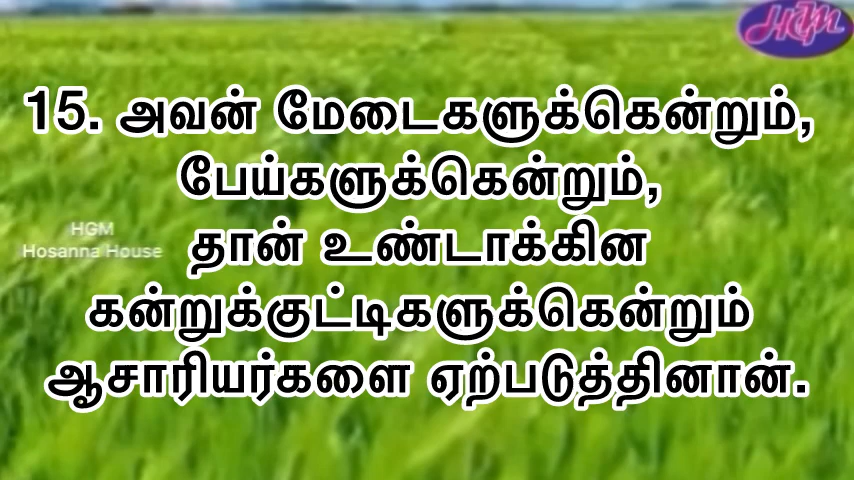 HGM
15. அவன் மேடைகளுக்கென்றும்,
பேய்களுக்கென்றும்,
HGM
Hosanna House
தான் உண்டாக்கின
கன்றுக்குட்டிகளுக்கென்றும்
ஆசாரியர்களை ஏற்படுத்தினான்.